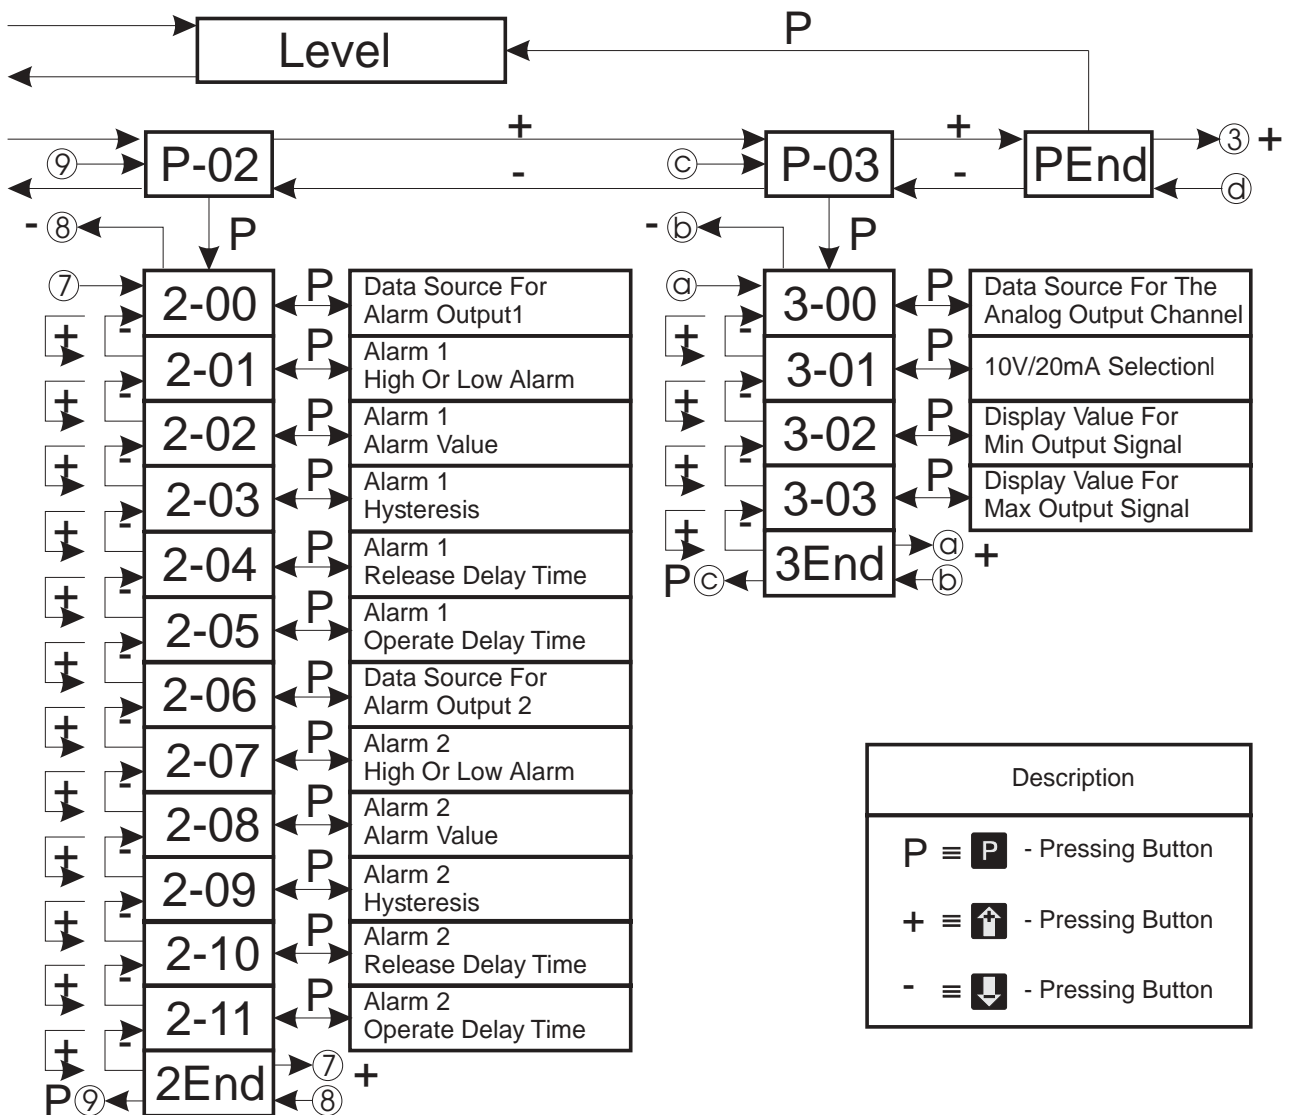 P
Level
+
+
③ +
⑨
P-02
ⓒ
P-03
PEnd
-
-
ⓓ
- ⑧
P
- ⓑ
P
⑦
2-00
P
Data Source For
Alarm Output1
+
-
2-01
P
Alarm 1
High Or Low Alarm
+
-
2-02
P
Alarm 1
Alarm Value
+
-
2-03
P
Alarm 1
Hysteresis
+
-
2-04
P
Alarm 1
Release Delay Time
+
-
2-05
P
Alarm 1
Operate Delay Time
+
-
2-06
P
Data Source For
Alarm Output 2
+
-
2-07
P
Alarm 2
High Or Low Alarm
+
-
2-08
P
Alarm 2
Alarm Value
+
-
2-09
P
Alarm 2
Hysteresis
+
-
2-10
P
Alarm 2
Release Delay Time
+
-
2-11
P
Alarm 2
Operate Delay Time
+
-
2End
⑦ +
P⑨
⑧
ⓐ
3-00
P
Data Source For The
Analog Output Channel
+
-
3-01
P
10V/20mA Selectionl
+
-
3-02
P
Display Value For
Min Output Signal
+
-
3-03
P
Display Value For
Max Output Signal
+
-
3End
ⓐ +
Pⓒ
ⓑ
Description
P ≡ P - Pressing Button
+ ≡ + - Pressing Button
- ≡ - - Pressing Button